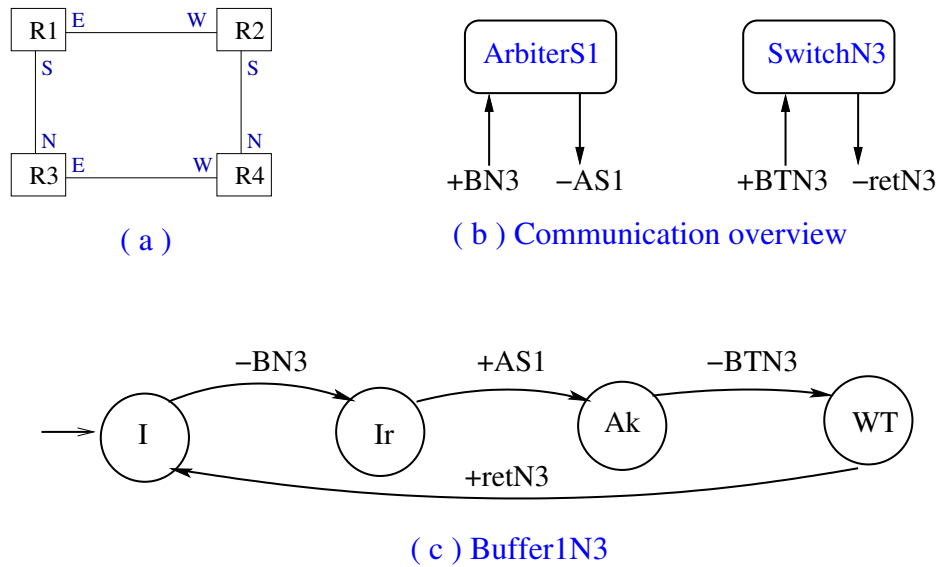 R1 E W R2
S S
N N
R3 E W R4
( a )
ArbiterS1 SwitchN3
+BN3 −AS1 +BTN3 −retN3
( b ) Communication overview
−BN3 +AS1 −BTN3
I Ir Ak WT
+retN3
( c ) Buffer1N3